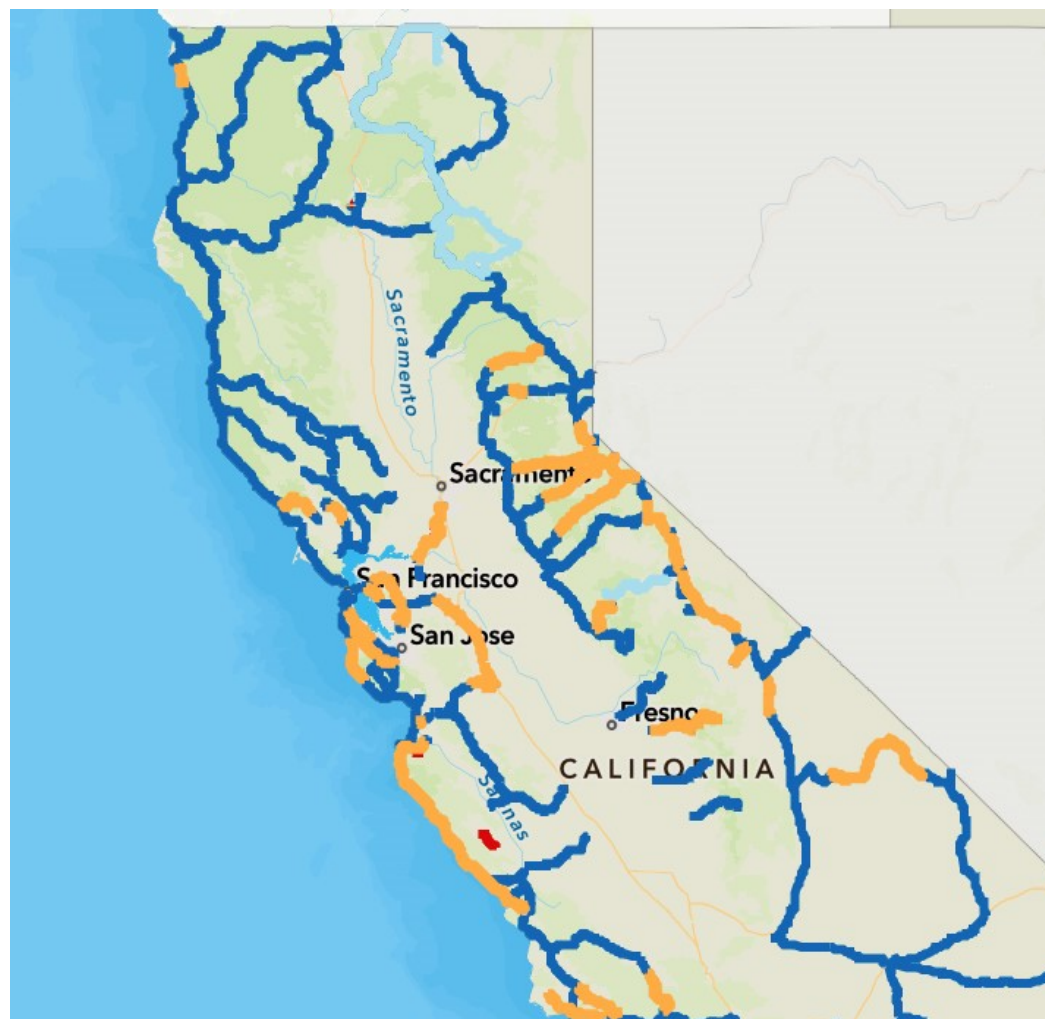 Sacramento
Sacramento
San Francisco
San Jose
Fresno
CALIFORNIA
Salinas